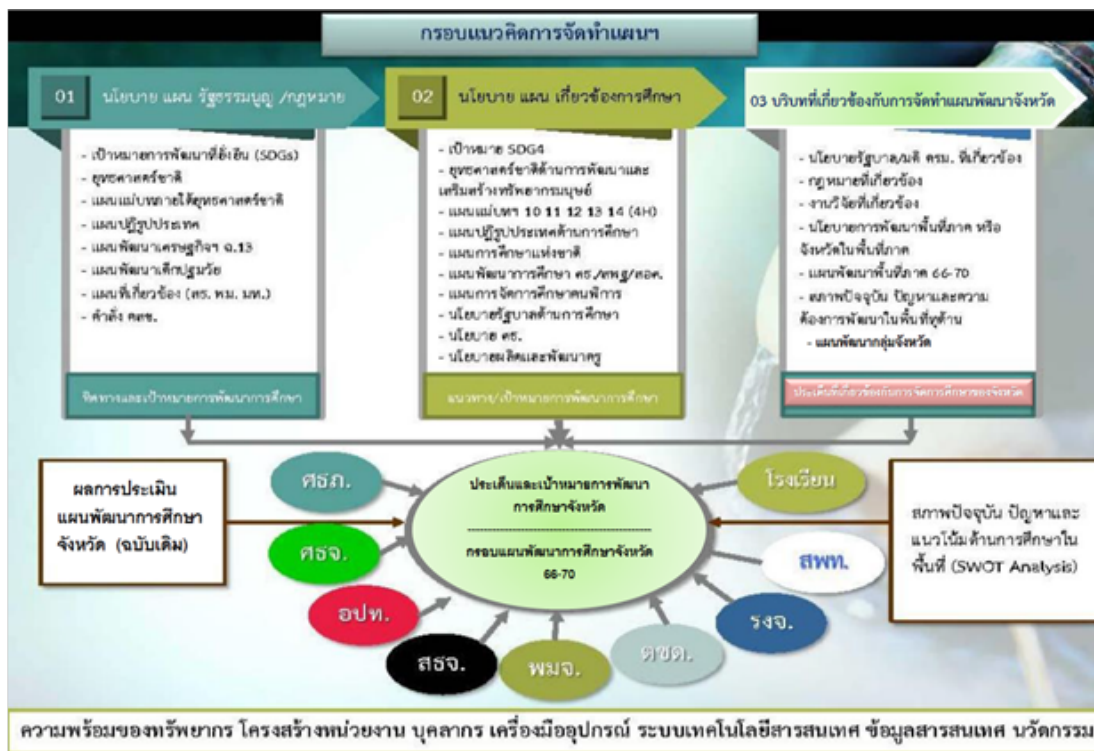 กรอบแนวคิดการจัดทำแผนฯ
01 นโยบาย แผน รัฐธรรมนูญ /กฎหมาย
- เป้าหมายการพัฒนาที่ยั่งยืน (SDGs)
- ยุทธศาสตร์ชาติ
- แผนแม่บทภายใต้ยุทธศาสตร์ชาติ
- แผนปฏิรูปประเทศ
- แผนพัฒนาเศรษฐกิจฯ ฉ.13
- แผนพัฒนาเด็กปฐมวัย
- แผนที่เกี่ยวข้อง (สธ. พม. มท.)
- คำสั่ง คสช.
ทิศทางและเป้าหมายการพัฒนาการศึกษา
02 นโยบาย แผน เกี่ยวข้องการศึกษา
- เป้าหมาย SDG4
- ยุทธศาสตร์ชาติด้านการพัฒนาและ
เสริมสร้างทรัพยากรมนุษย์
- แผนแม่บทฯ 10 11 12 13 14 (4H)
- แผนปฏิรูปประเทศด้านการศึกษา
- แผนการศึกษาแห่งชาติ
- แผนพัฒนาการศึกษา ศธ./สพฐ/สอศ.
- แผนการจัดการศึกษาคนพิการ
- นโยบายรัฐบาลด้านการศึกษา
- นโยบาย ศธ.
- นโยบายผลิตและพัฒนาครู
แนวทาง/เป้าหมายการพัฒนาการศึกษา
03 บริบทที่เกี่ยวข้องกับการจัดทำแผนพัฒนาจังหวัด
- นโยบายรัฐบาล/มติ ครม. ที่เกี่ยวข้อง
- กฎหมายที่เกี่ยวข้อง
- งานวิจัยที่เกี่ยวข้อง
- นโยบายการพัฒนาพื้นที่ภาค หรือ
จังหวัดในพื้นที่ภาค
- แผนพัฒนาพื้นที่ภาค 66-70
- สภาพปัจจุบัน ปัญหาและความ
ต้องการพัฒนาในพื้นที่ทุด้าน
- แผนพัฒนากลุ่มจังหวัด
ประเด็นที่เกี่ยวข้องกับการจัดการศึกษาของจังหวัด
ผลการประเมิน
แผนพัฒนาการศึกษา
จังหวัด (ฉบับเดิม)
ประเด็นและเป้าหมายการพัฒนา
การศึกษาจังหวัด
กรอบแผนพัฒนาการศึกษาจังหวัด
66-70
สภาพปัจจุบัน ปัญหาและ
แนวโน้มด้านการศึกษาใน
พื้นที่ (SWOT Analysis)
ศธภ.
ศธจ.
อปท.
สธจ.
พมจ.
ตชด.
รงจ.
สพท.
โรงเรียน
ความพร้อมของทรัพยากร โครงสร้างหน่วยงาน บุคลากร เครื่องมืออุปกรณ์ ระบบเทคโนโลยีสารสนเทศ ข้อมูลสารสนเทศ นวัตกรรม